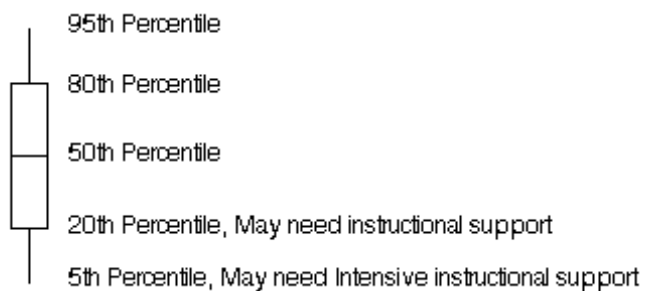 95th Percentile
80th Percentile
50th Percentile
20th Percentile, May need instructional support
5th Percentile, May need Intensive instructional support